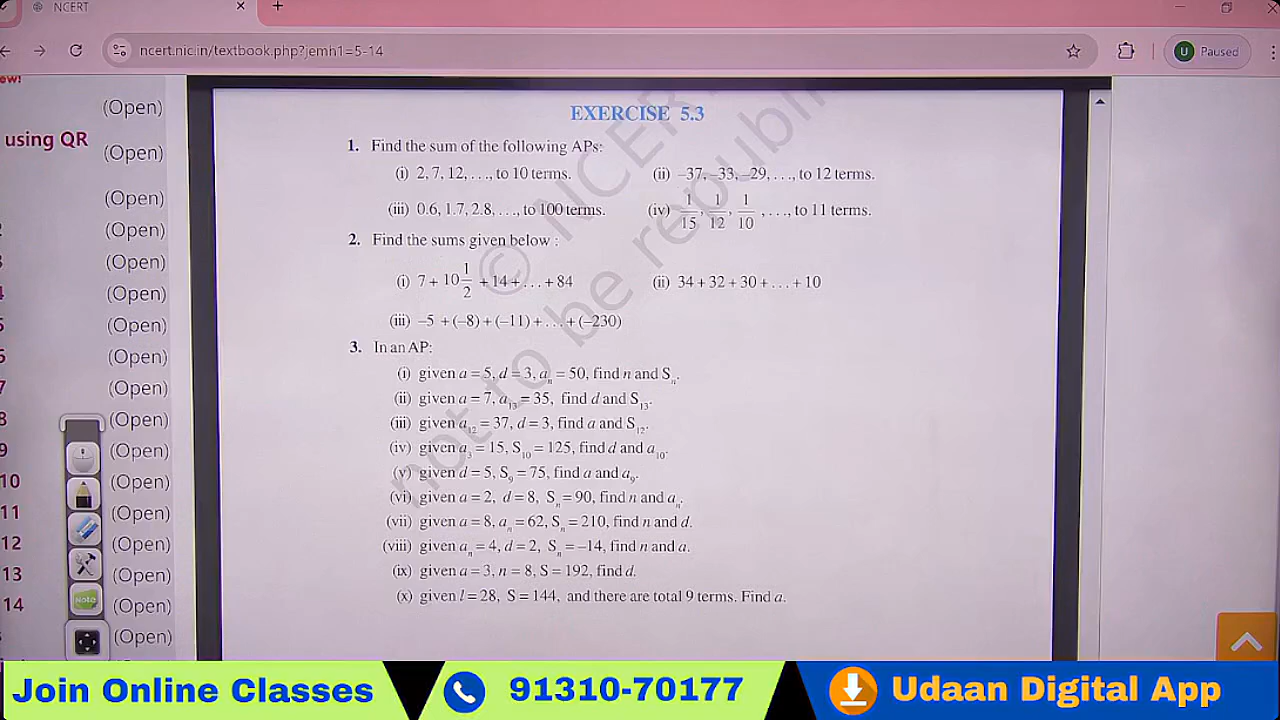 NCERT
ncert.nic.in/textbook.php?jemh1=5-14
U Paused
ew!
(Open)
using QR
(Open)
(Open)
(Open)
(Open)
(Open)
(Open)
(Open)
(Open)
8 (Open)
9 (Open)
10 (Open)
11 (Open)
12 (Open)
13 (Open)
14 (Open)
(Open)
Note
© NCERT
not to be republi
EXERCISE 5.3
1. Find the sum of the following APs:
(i) 2, 7, 12, . . ., to 10 terms. (ii) –37, –33, –29, . . ., to 12 terms.
(iii) 0.6, 1.7, 2.8, . . ., to 100 terms. (iv) 1/15, 1/12, 1/10, . . ., to 11 terms.
2. Find the sums given below :
(i) 7 + 10 1/2 + 14 + . . . + 84 (ii) 34 + 32 + 30 + . . . + 10
(iii) –5 + (–8) + (–11) + . . . + (–230)
3. In an AP:
(i) given a = 5, d = 3, aₙ = 50, find n and Sₙ.
(ii) given a = 7, a₁₃ = 35, find d and S₁₃.
(iii) given a₁₂ = 37, d = 3, find a and S₁₂.
(iv) given a₃ = 15, S₁₀ = 125, find d and a₁₀.
(v) given d = 5, S₉ = 75, find a and a₉.
(vi) given a = 2, d = 8, Sₙ = 90, find n and aₙ.
(vii) given a = 8, aₙ = 62, Sₙ = 210, find n and d.
(viii) given aₙ = 4, d = 2, Sₙ = –14, find n and a.
(ix) given a = 3, n = 8, S = 192, find d.
(x) given l = 28, S = 144, and there are total 9 terms. Find a.
Join Online Classes 91310-70177 Udaan Digital App